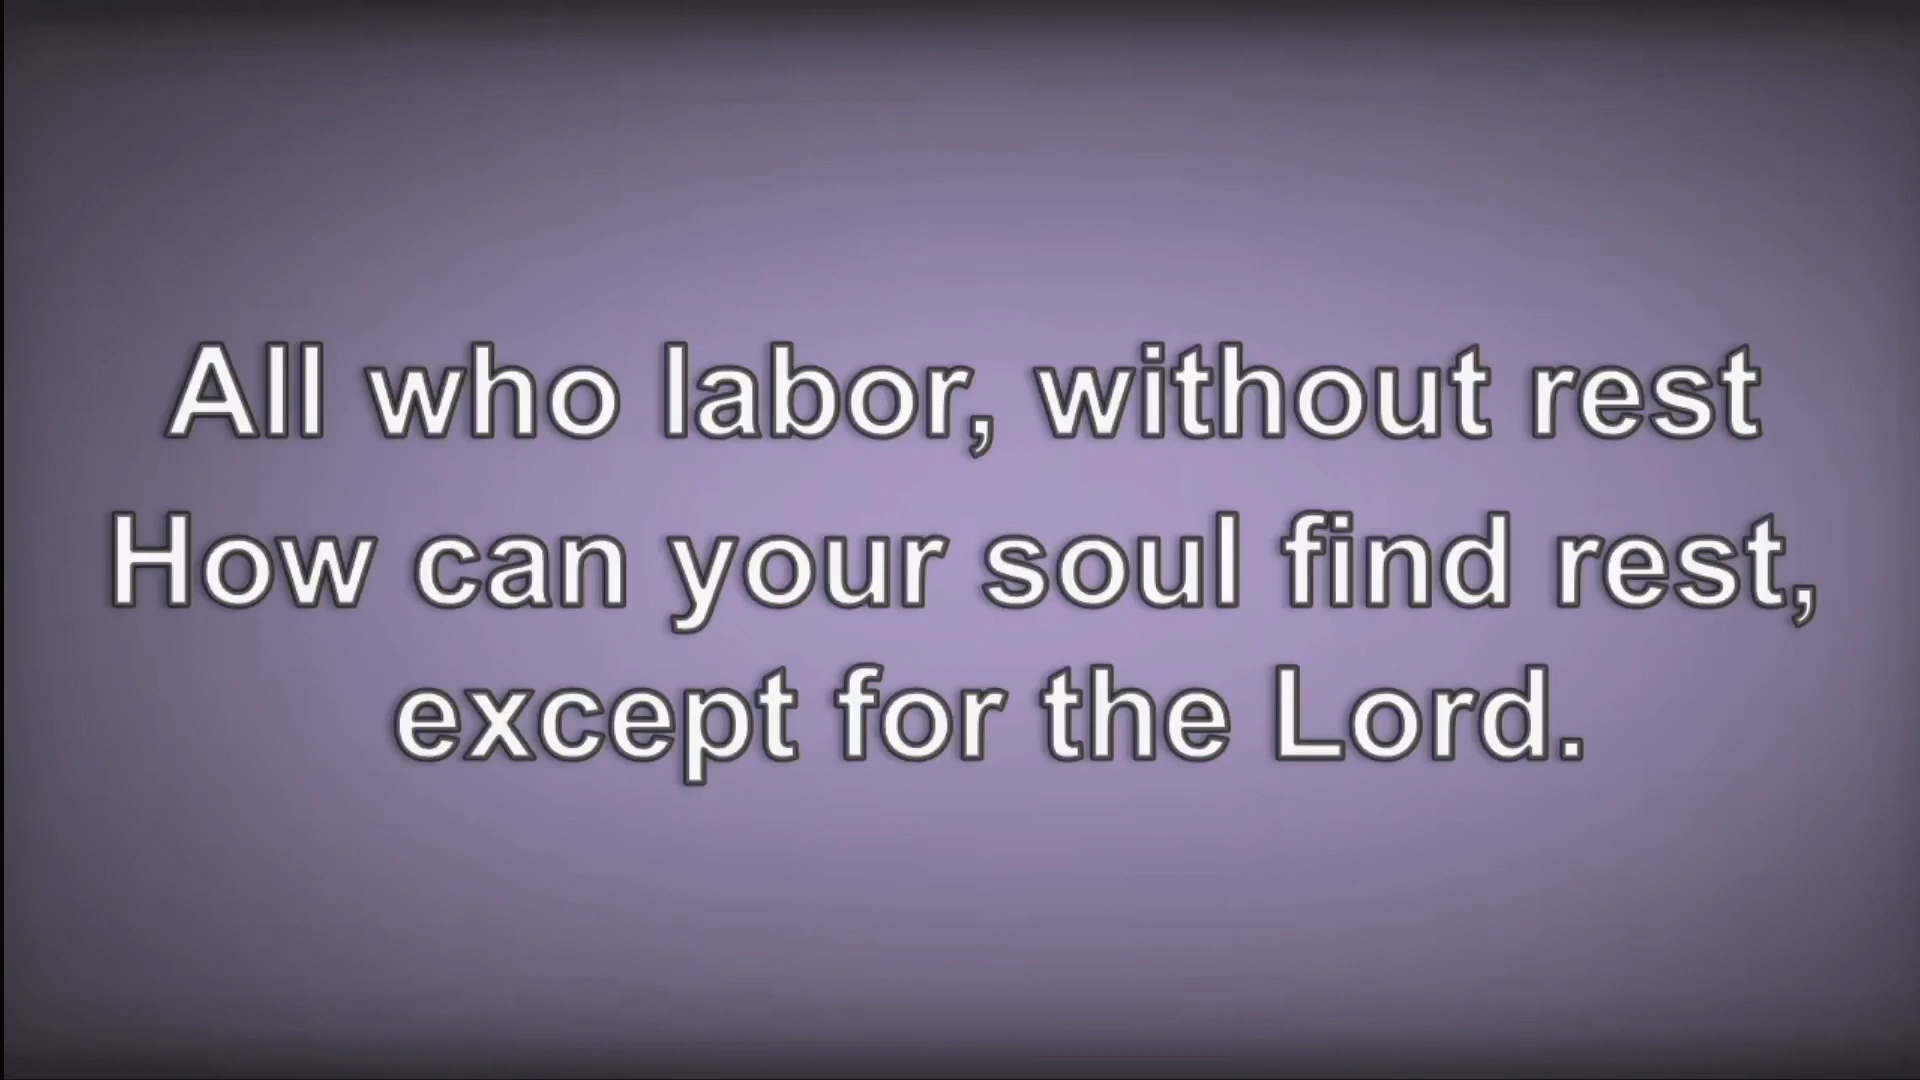 All who labor, without rest
How can your soul find rest,
except for the Lord.